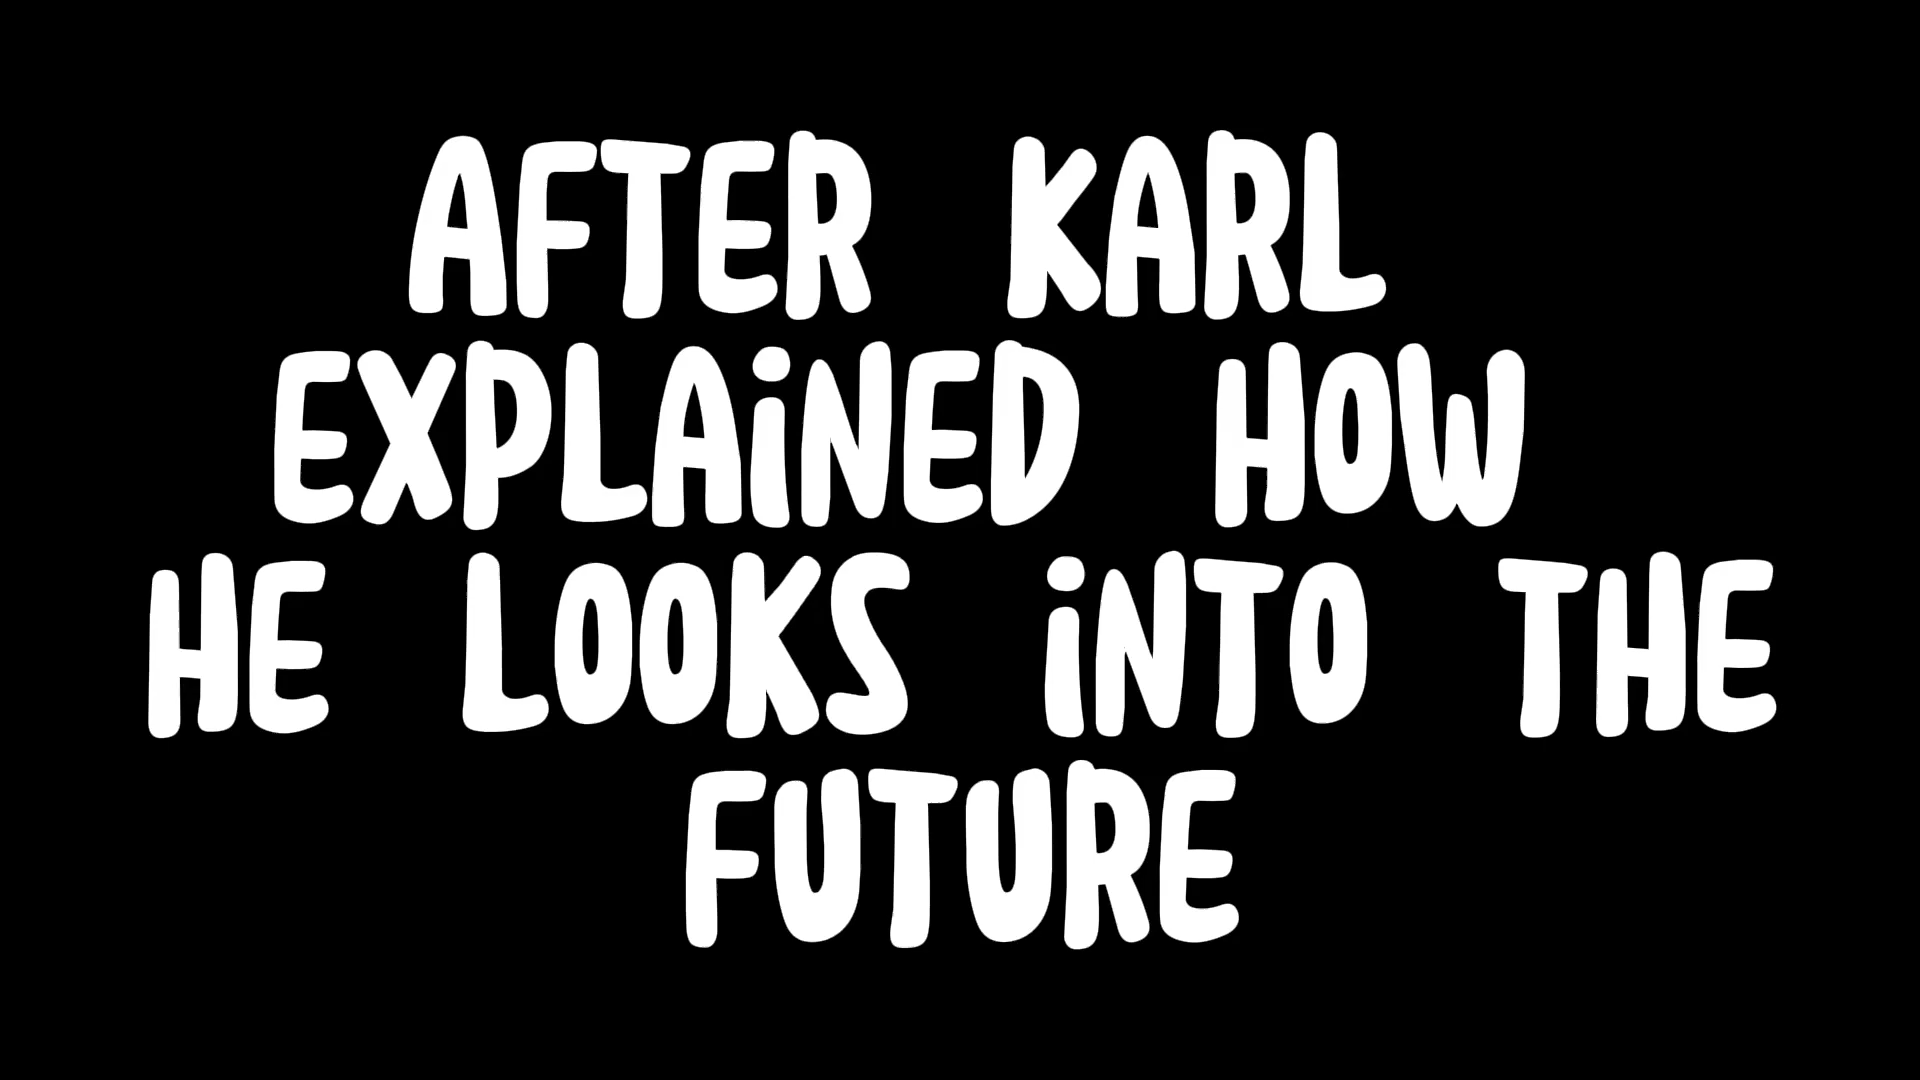 AFTER KARL
EXPLAINED HOW
HE LOOKS INTO THE
FUTURE